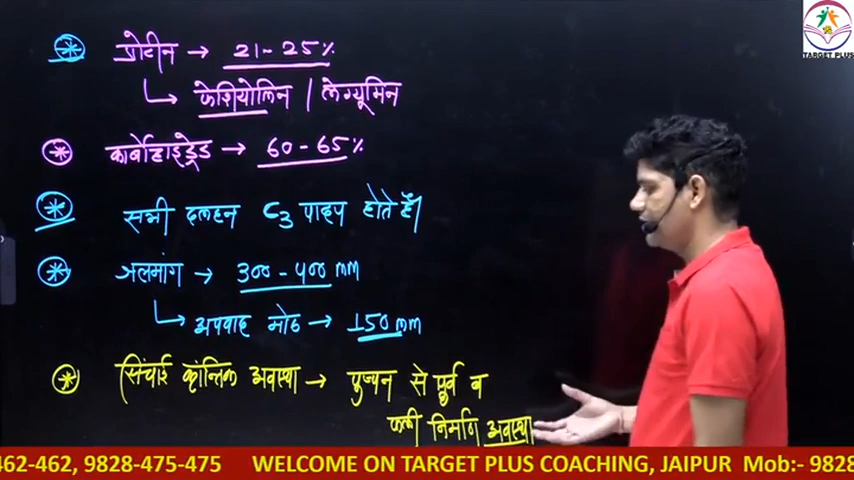 प्रोटीन → 21-25%
केशियोलिन / लेग्यूमिन
कार्बोहाइड्रेड → 60-65%
सभी दलहन C3 पादप होते हैं।
जलमांग → 300-400 mm
अपवाद मोठ → 150 mm
सिंचाई क्रान्तिक अवस्था → पुष्पन से पूर्व व
फली निर्माण अवस्था
TARGET PLUS
462-462, 9828-475-475 WELCOME ON TARGET PLUS COACHING, JAIPUR Mob:- 9828